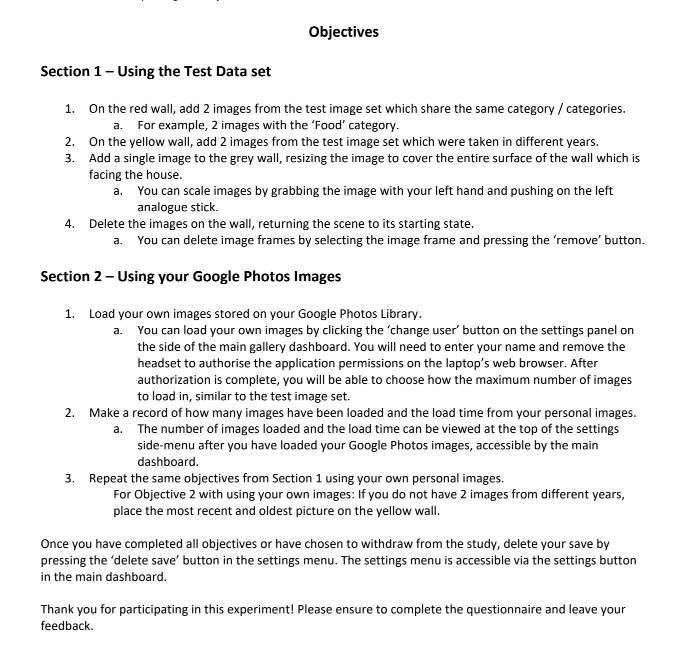 Objectives
Section 1 – Using the Test Data set
1. On the red wall, add 2 images from the test image set which share the same category / categories.
a. For example, 2 images with the ‘Food’ category.
2. On the yellow wall, add 2 images from the test image set which were taken in different years.
3. Add a single image to the grey wall, resizing the image to cover the entire surface of the wall which is
facing the house.
a. You can scale images by grabbing the image with your left hand and pushing on the left
analogue stick.
4. Delete the images on the wall, returning the scene to its starting state.
a. You can delete image frames by selecting the image frame and pressing the ‘remove’ button.
Section 2 – Using your Google Photos Images
1. Load your own images stored on your Google Photos Library.
a. You can load your own images by clicking the ‘change user’ button on the settings panel on
the side of the main gallery dashboard. You will need to enter your name and remove the
headset to authorise the application permissions on the laptop’s web browser. After
authorization is complete, you will be able to choose how the maximum number of images
to load in, similar to the test image set.
2. Make a record of how many images have been loaded and the load time from your personal images.
a. The number of images loaded and the load time can be viewed at the top of the settings
side-menu after you have loaded your Google Photos images, accessible by the main
dashboard.
3. Repeat the same objectives from Section 1 using your own personal images.
For Objective 2 with using your own images: If you do not have 2 images from different years,
place the most recent and oldest picture on the yellow wall.
Once you have completed all objectives or have chosen to withdraw from the study, delete your save by
pressing the ‘delete save’ button in the settings menu. The settings menu is accessible via the settings button
in the main dashboard.
Thank you for participating in this experiment! Please ensure to complete the questionnaire and leave your
feedback.